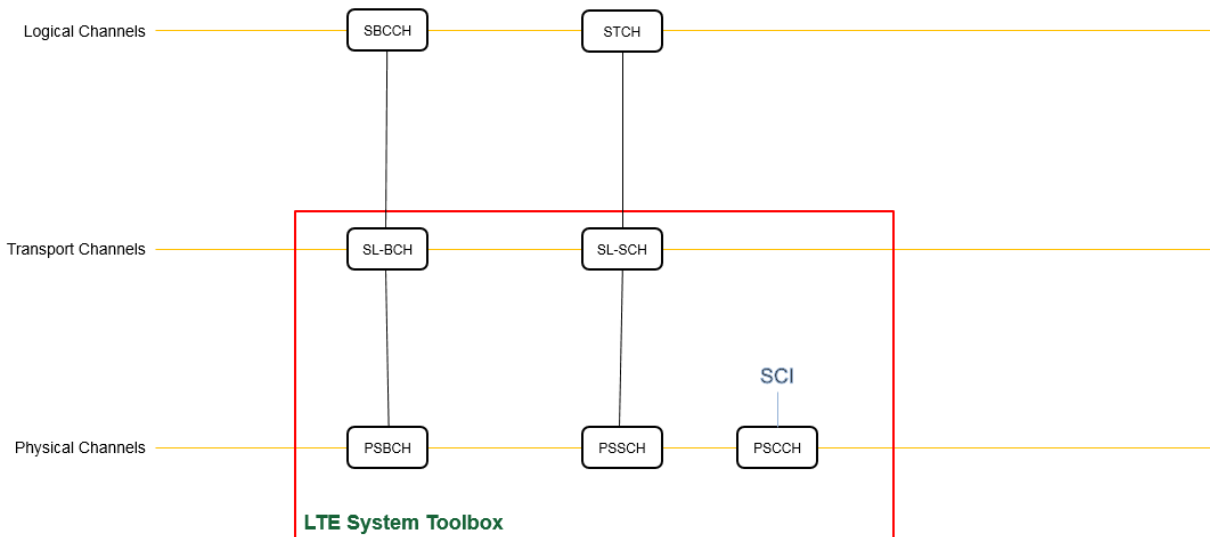 Logical Channels SBCCH STCH
Transport Channels SL-BCH SL-SCH
SCI
Physical Channels PSBCH PSSCH PSCCH
LTE System Toolbox